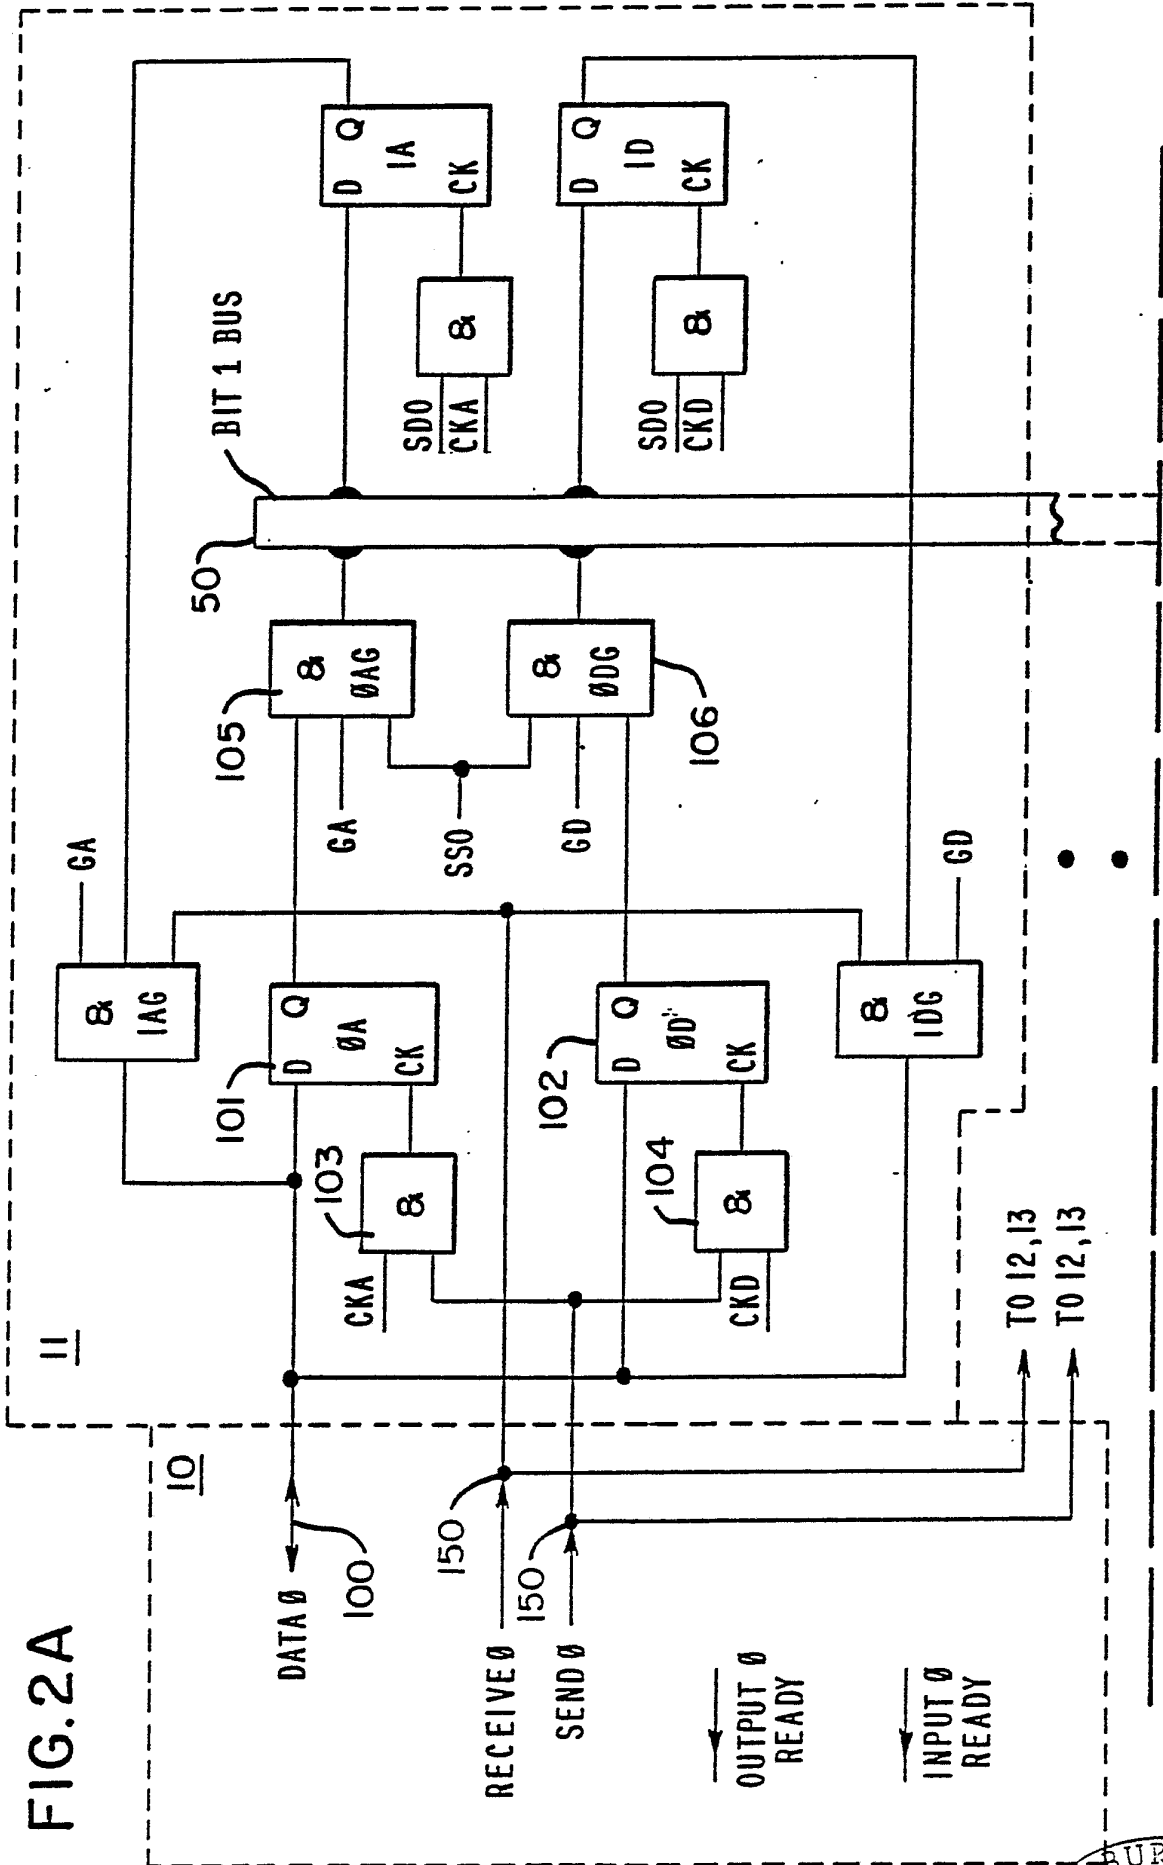 FIG.2A
10
11
DATA Ø
100
RECEIVE Ø
150
SEND Ø
150
OUTPUT Ø
READY
INPUT Ø
READY
TO 12,13
TO 12,13
GA
&
IAG
101
D Q
ØA
CK
103
&
CKA
102
D Q
ØD
CK
104
&
CKD
&
IDG
GD
105
&
ØAG
GA
SSO
GD
&
ØDG
106
50
BIT 1 BUS
D Q
IA
CK
&
SDO
CKA
D Q
ID
CK
&
SDO
CKD